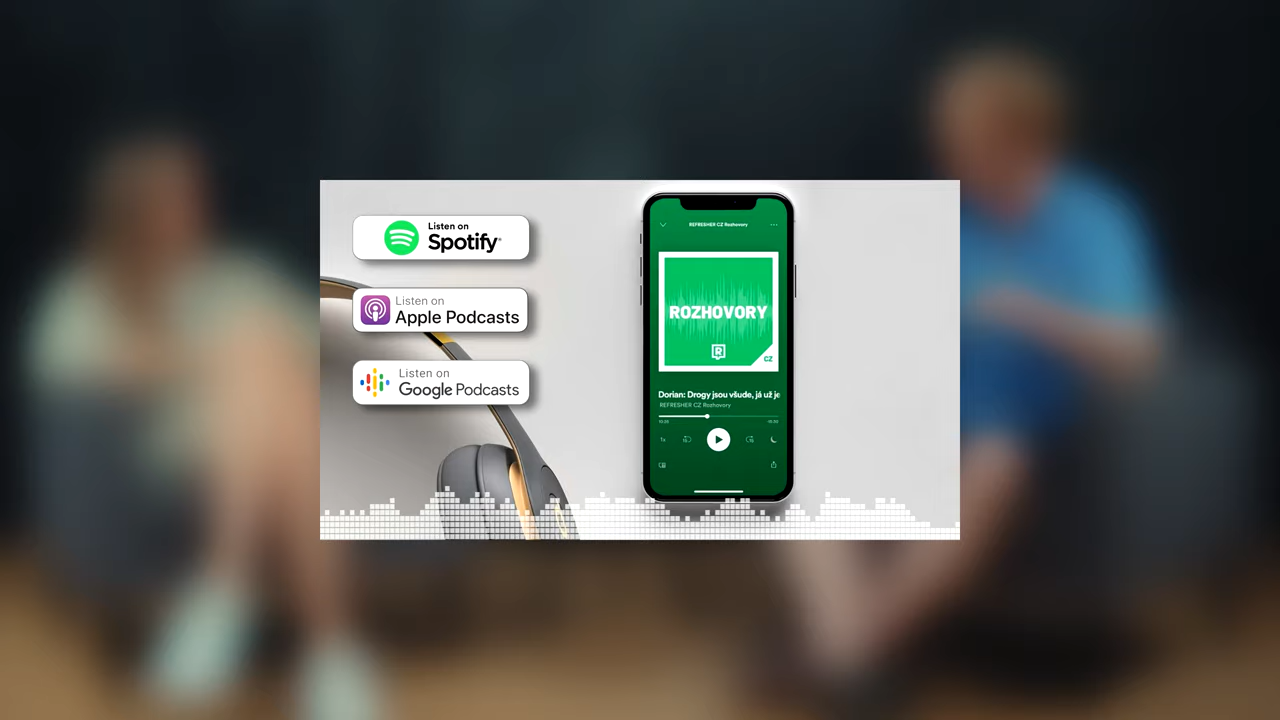 Listen on
Spotify
Listen on
Apple Podcasts
Listen on
Google Podcasts
REFRESHER CZ Rozhovory
ROZHOVORY
R
CZ
Dorian: Drogy jsou všude, já už je
REFRESHER CZ Rozhovory
1x